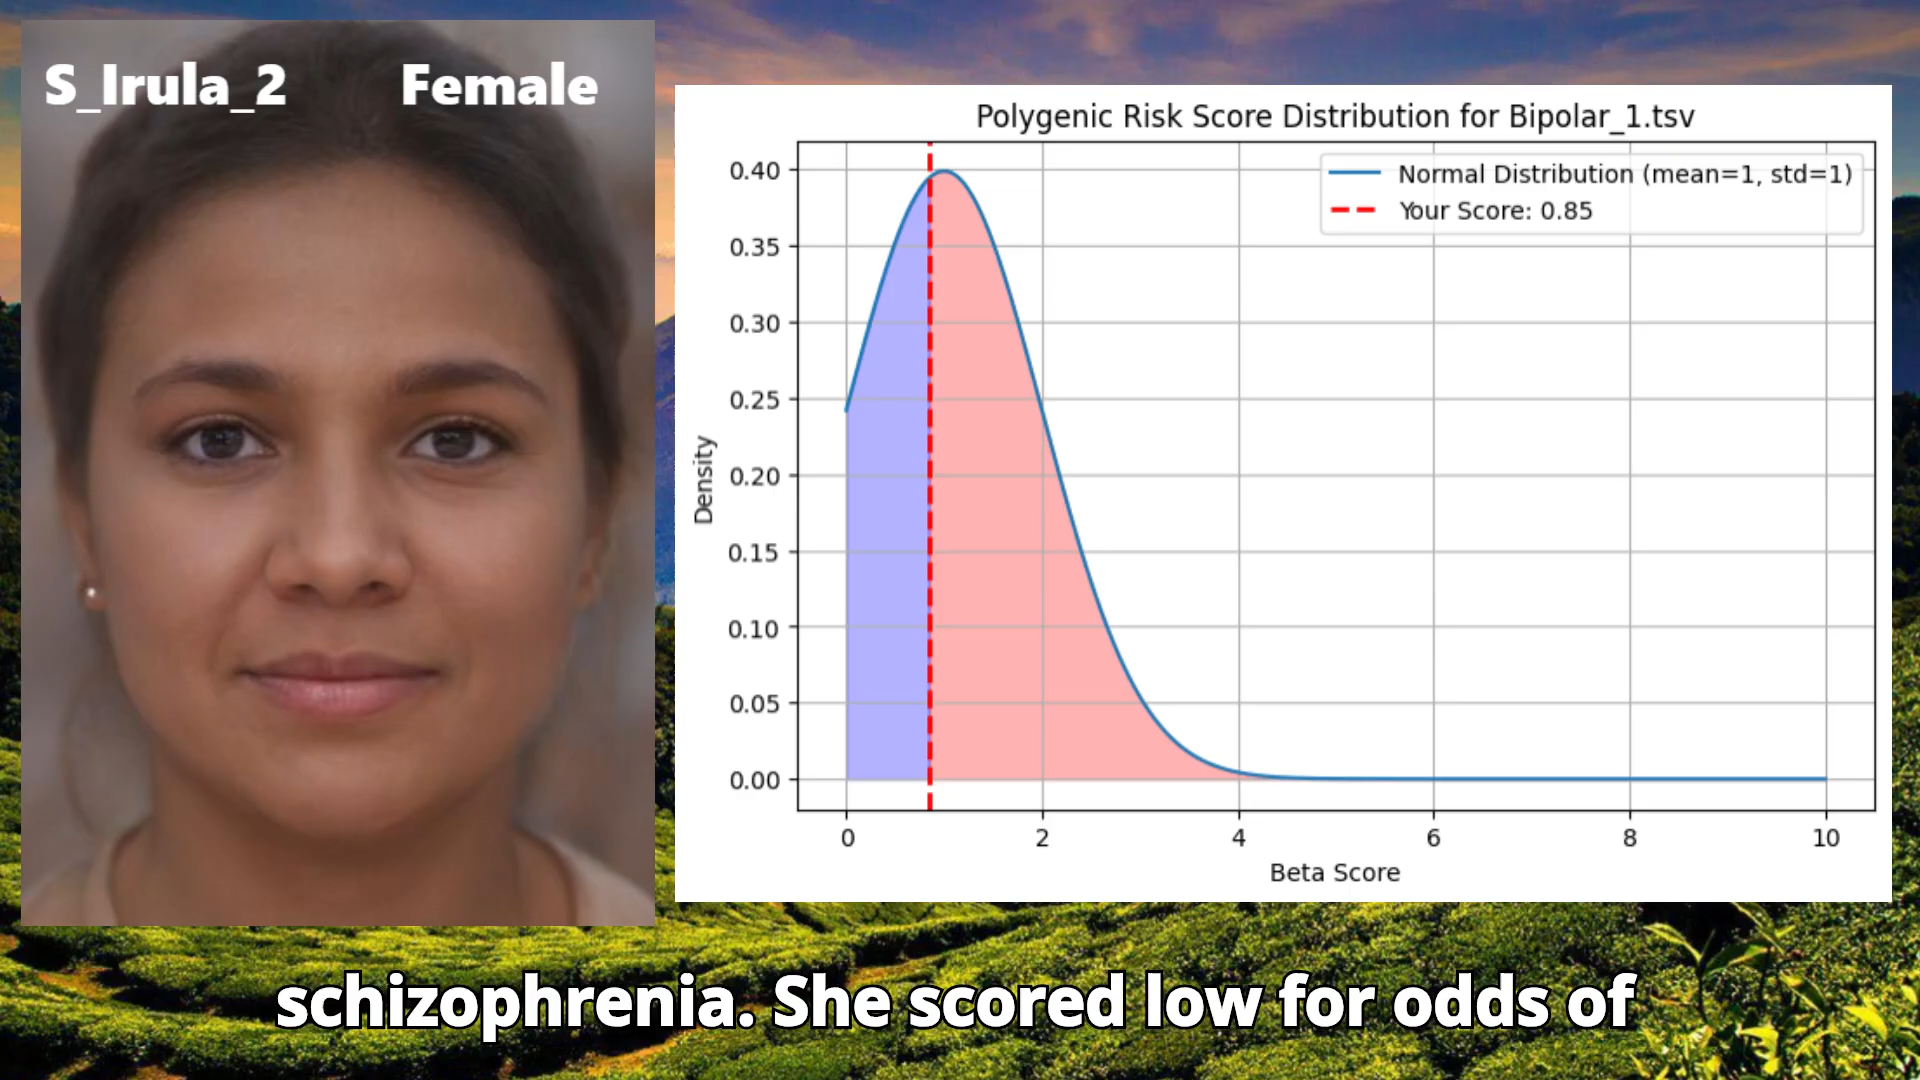 S_Irula_2 Female
Polygenic Risk Score Distribution for Bipolar_1.tsv
Normal Distribution (mean=1, std=1)
Your Score: 0.85
0.40
0.35
0.30
0.25
0.20
0.15
0.10
0.05
0.00
Density
0 2 4 6 8 10
Beta Score
schizophrenia. She scored low for odds of